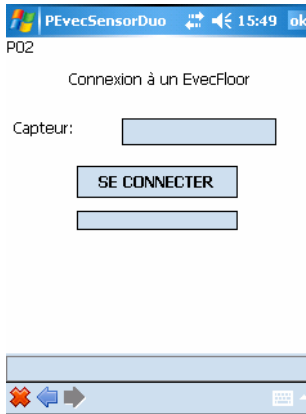 PEvecSensorDuo 15:49 ok
P02
Connexion à un EvecFloor
Capteur:
SE CONNECTER